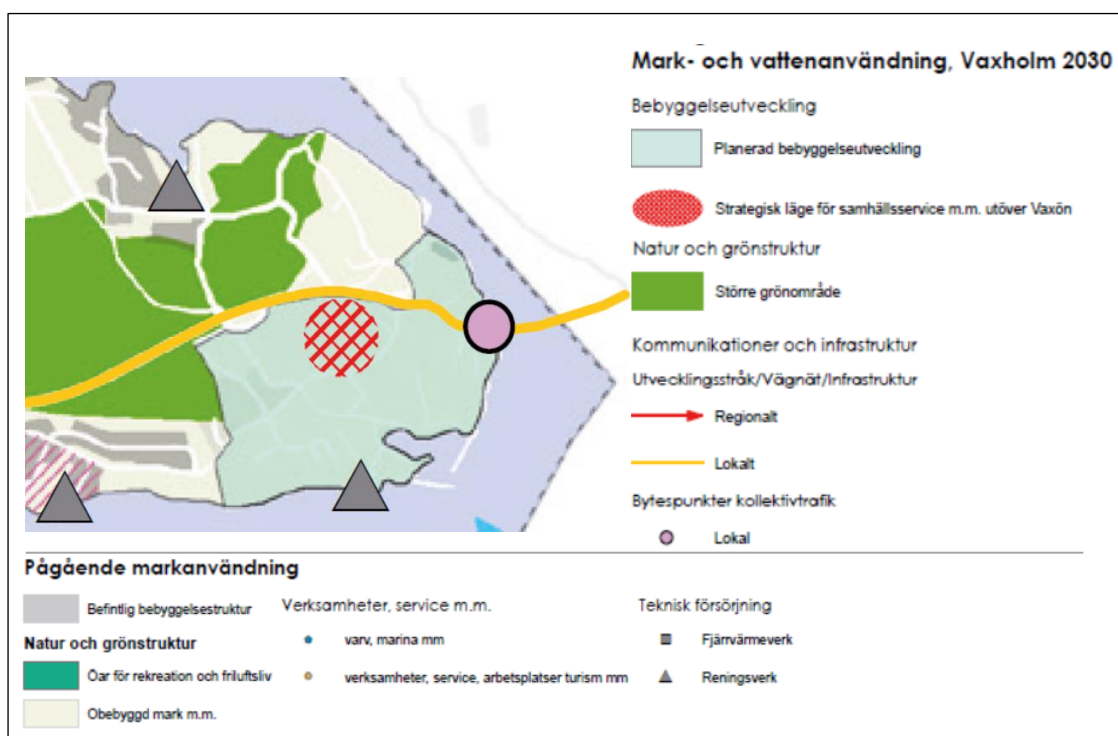 Mark- och vattenanvändning, Vaxholm 2030
Bebyggelseutveckling
Planerad bebyggelseutveckling
Strategisk läge för samhällsservice m.m. utöver Vaxön
Natur och grönstruktur
Större grönområde
Kommunikationer och infrastruktur
Utvecklingsstråk/Vägnät/Infrastruktur
Regionalt
Lokalt
Bytespunkter kollektivtrafik
Lokal
Pågående markanvändning
Befintlig bebyggelsestruktur
Natur och grönstruktur
Öar för rekreation och friluftsliv
Obebyggd mark m.m.
Verksamheter, service m.m.
varv, marina mm
verksamheter, service, arbetsplatser turism mm
Teknisk försörjning
Fjärrvärmeverk
Reningsverk